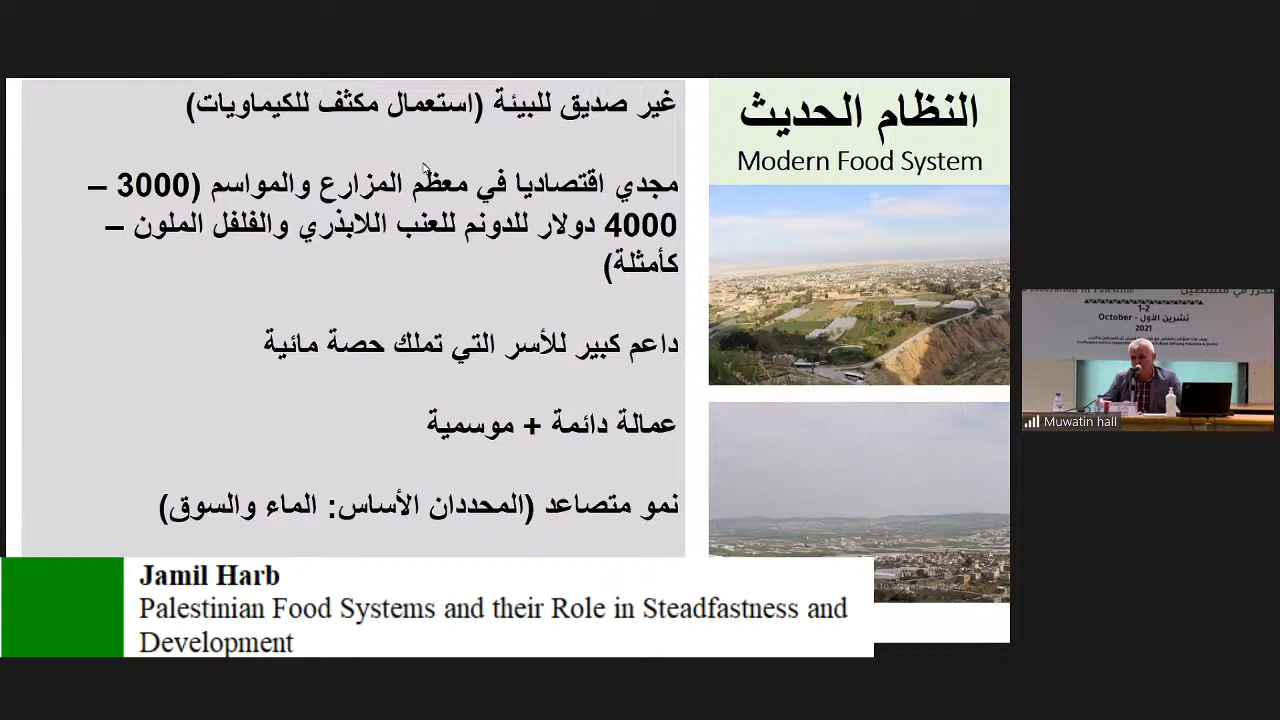 النظام الحديث
Modern Food System
غير صديق للبيئة (استعمال مكثف للكيماويات)
مجدي اقتصاديا في معظم المزارع والمواسم (3000 –
4000 دولار للدونم للعنب اللابذري والفلفل الملون –
كأمثلة)
داعم كبير للأسر التي تملك حصة مائية
عمالة دائمة + موسمية
نمو متصاعد (المحددان الأساس: الماء والسوق)
Jamil Harb
Palestinian Food Systems and their Role in Steadfastness and
Development
1-2
تشرين الأول - October
2021
Muwatin hall